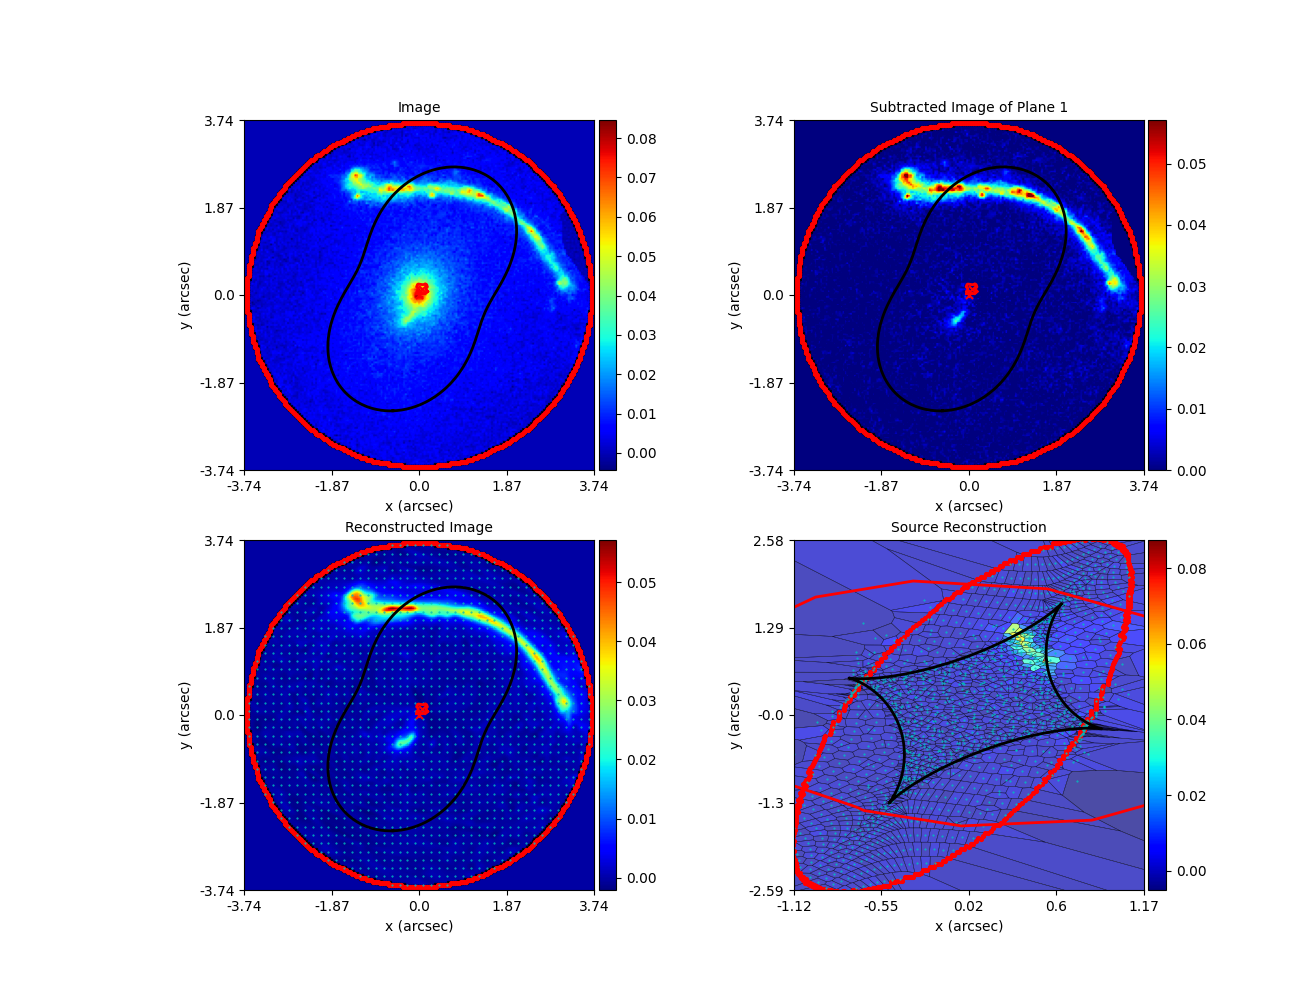 Image
3.74
1.87
0.0
-1.87
-3.74
y (arcsec)
-3.74 -1.87 0.0 1.87 3.74
x (arcsec)
0.08
0.07
0.06
0.05
0.04
0.03
0.02
0.01
0.00
Subtracted Image of Plane 1
3.74
1.87
0.0
-1.87
-3.74
y (arcsec)
-3.74 -1.87 0.0 1.87 3.74
x (arcsec)
0.05
0.04
0.03
0.02
0.01
0.00
Reconstructed Image
3.74
1.87
0.0
-1.87
-3.74
y (arcsec)
-3.74 -1.87 0.0 1.87 3.74
x (arcsec)
0.05
0.04
0.03
0.02
0.01
0.00
Source Reconstruction
2.58
1.29
-0.0
-1.3
-2.59
y (arcsec)
-1.12 -0.55 0.02 0.6 1.17
x (arcsec)
0.08
0.06
0.04
0.02
0.00